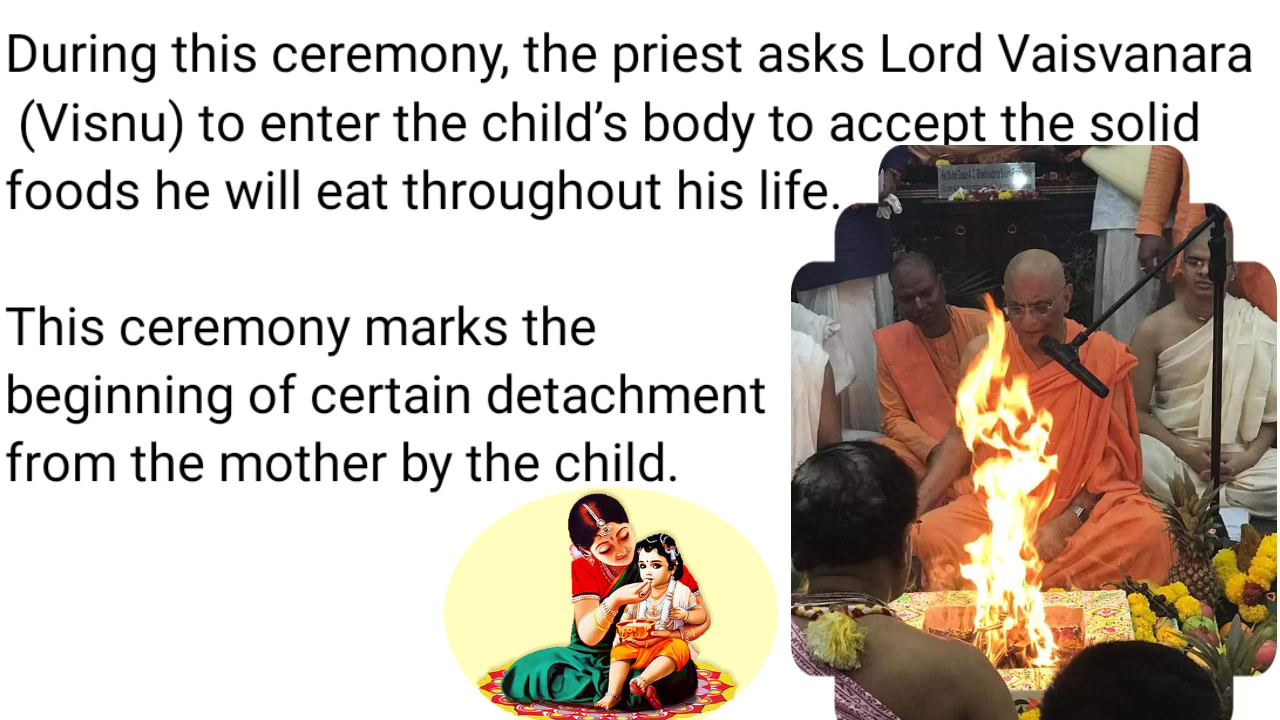 During this ceremony, the priest asks Lord Vaisvanara
(Visnu) to enter the child’s body to accept the solid
foods he will eat throughout his life.
This ceremony marks the
beginning of certain detachment
from the mother by the child.